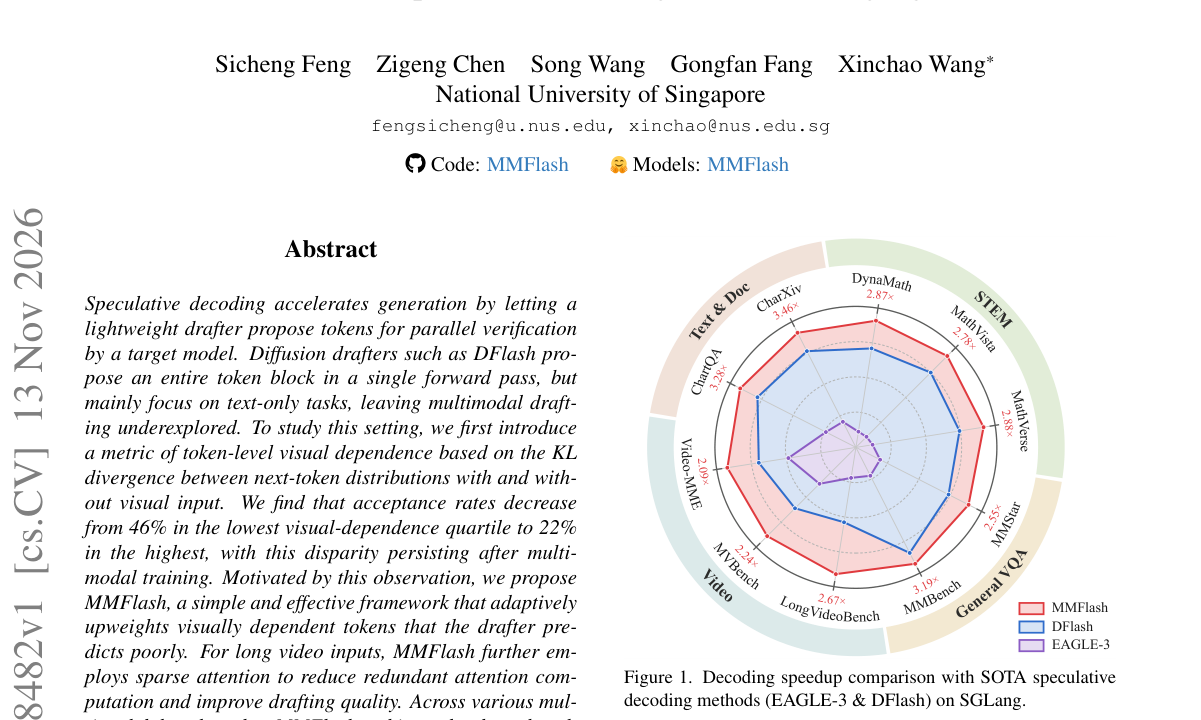 Sicheng Feng Zigeng Chen Song Wang Gongfan Fang Xinchao Wang*
National University of Singapore
fengsicheng@u.nus.edu, xinchao@nus.edu.sg
Code: MMFlash Models: MMFlash
8482v1 [cs.CV] 13 Nov 2026
Abstract
Speculative decoding accelerates generation by letting a
lightweight drafter propose tokens for parallel verification
by a target model. Diffusion drafters such as DFlash pro-
pose an entire token block in a single forward pass, but
mainly focus on text-only tasks, leaving multimodal draft-
ing underexplored. To study this setting, we first introduce
a metric of token-level visual dependence based on the KL
divergence between next-token distributions with and with-
out visual input. We find that acceptance rates decrease
from 46% in the lowest visual-dependence quartile to 22%
in the highest, with this disparity persisting after multi-
modal training. Motivated by this observation, we propose
MMFlash, a simple and effective framework that adaptively
upweights visually dependent tokens that the drafter pre-
dicts poorly. For long video inputs, MMFlash further em-
ploys sparse attention to reduce redundant attention com-
putation and improve drafting quality. Across various mul-
Text & Doc
STEM
General VQA
Video
DynaMath
2.87×
MathVista
2.78×
MathVerse
2.88×
MMStar
2.55×
MMBench
3.19×
LongVideoBench
2.67×
MVBench
2.24×
Video-MME
2.09×
ChartQA
3.28×
CharXiv
3.46×
MMFlash
DFlash
EAGLE-3
Figure 1. Decoding speedup comparison with SOTA speculative
decoding methods (EAGLE-3 & DFlash) on SGLang.